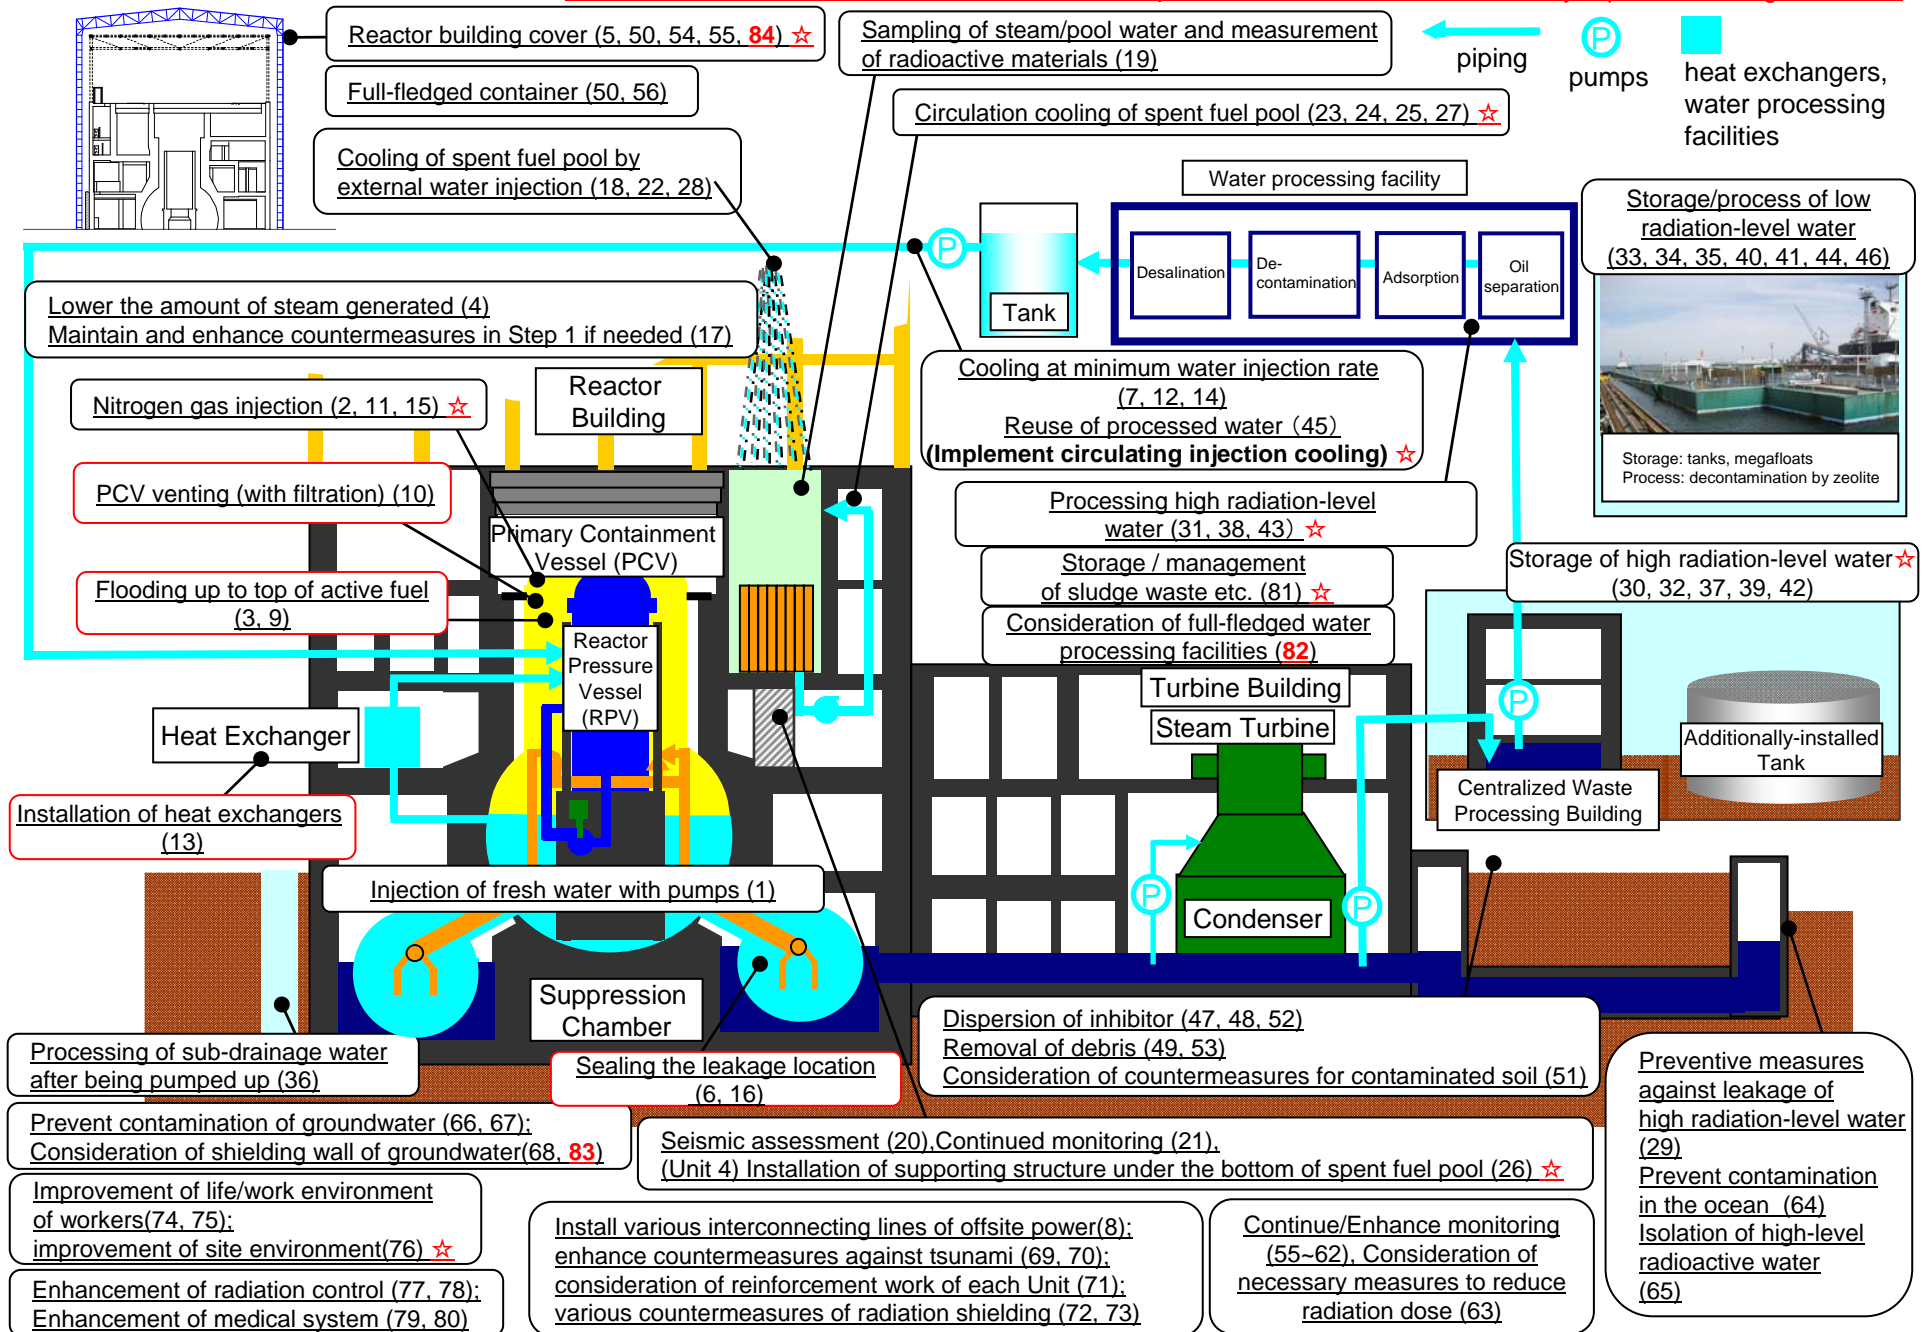 Reactor building cover (5, 50, 54, 55, 84) ☆
Full-fledged container (50, 56)
Cooling of spent fuel pool by
external water injection (18, 22, 28)
Sampling of steam/pool water and measurement
of radioactive materials (19)
Circulation cooling of spent fuel pool (23, 24, 25, 27) ☆
piping
P
pumps
heat exchangers,
water processing
facilities
Water processing facility
Storage/process of low
radiation-level water
(33, 34, 35, 40, 41, 44, 46)
P
Tank
Desalination
De-
contamination
Adsorption
Oil
separation
Lower the amount of steam generated (4)
Maintain and enhance countermeasures in Step 1 if needed (17)
Storage: tanks, megafloats
Process: decontamination by zeolite
Nitrogen gas injection (2, 11, 15) ☆
Reactor
Building
Cooling at minimum water injection rate
(7, 12, 14)
Reuse of processed water（45）
(Implement circulating injection cooling) ☆
PCV venting (with filtration) (10)
Primary Containment
Vessel (PCV)
Processing high radiation-level
water (31, 38, 43）☆
Storage / management
of sludge waste etc. (81) ☆
Storage of high radiation-level water☆
(30, 32, 37, 39, 42)
Flooding up to top of active fuel
(3, 9)
Consideration of full-fledged water
processing facilities (82)
Reactor
Pressure
Vessel
(RPV)
Turbine Building
Steam Turbine
P
Heat Exchanger
Additionally-installed
Tank
Centralized Waste
Processing Building
Installation of heat exchangers
(13)
Injection of fresh water with pumps (1)
P
P
Condenser
Suppression
Chamber
Dispersion of inhibitor (47, 48, 52)
Removal of debris (49, 53)
Consideration of countermeasures for contaminated soil (51)
Processing of sub-drainage water
after being pumped up (36)
Sealing the leakage location
(6, 16)
Preventive measures
against leakage of
high radiation-level water
(29)
Prevent contamination
in the ocean (64)
Isolation of high-level
radioactive water
(65)
Prevent contamination of groundwater (66, 67);
Consideration of shielding wall of groundwater(68, 83)
Seismic assessment (20),Continued monitoring (21),
(Unit 4) Installation of supporting structure under the bottom of spent fuel pool (26) ☆
Improvement of life/work environment
of workers(74, 75);
improvement of site environment(76) ☆
Install various interconnecting lines of offsite power(8);
enhance countermeasures against tsunami (69, 70);
consideration of reinforcement work of each Unit (71);
various countermeasures of radiation shielding (72, 73)
Continue/Enhance monitoring
(55~62), Consideration of
necessary measures to reduce
radiation dose (63)
Enhancement of radiation control (77, 78);
Enhancement of medical system (79, 80)